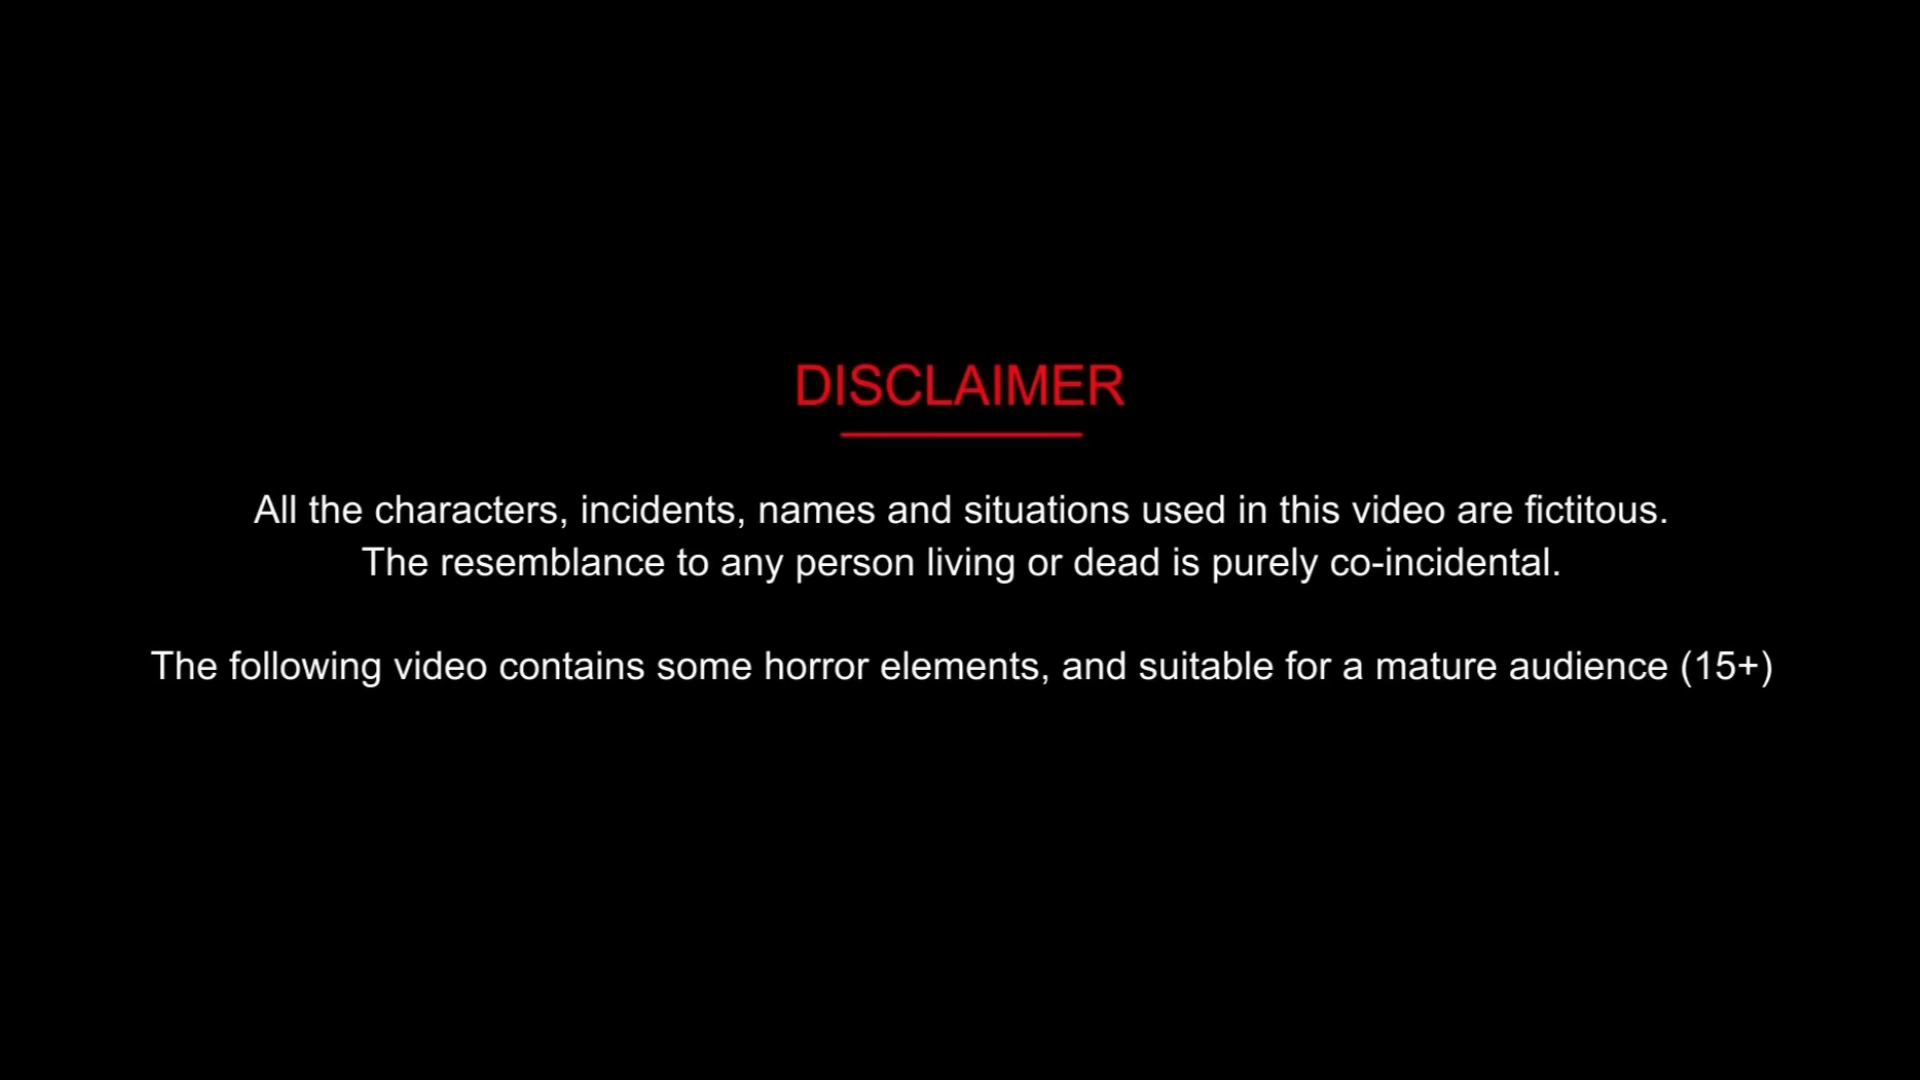 DISCLAIMER
All the characters, incidents, names and situations used in this video are fictitous.
The resemblance to any person living or dead is purely co-incidental.
The following video contains some horror elements, and suitable for a mature audience (15+)